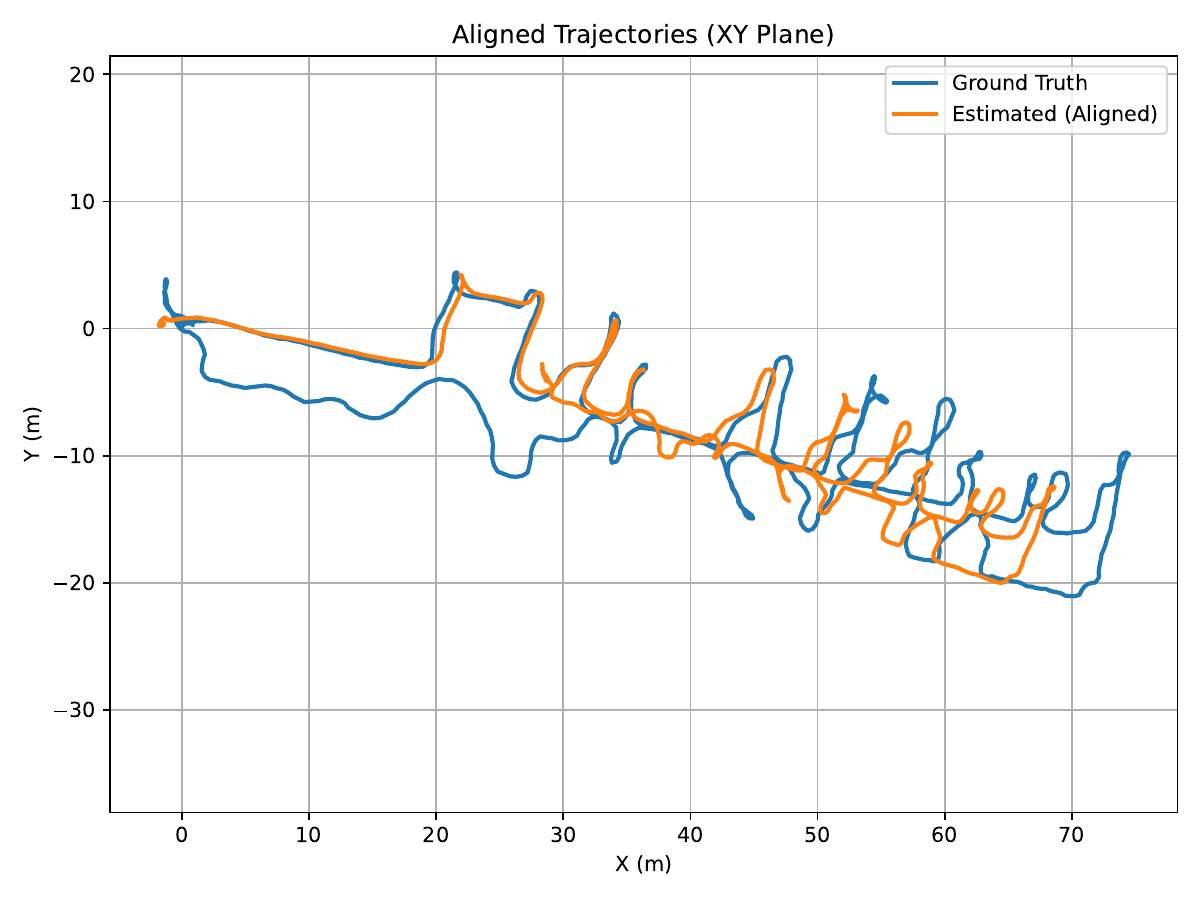 Aligned Trajectories (XY Plane)
Ground Truth
Estimated (Aligned)
20
10
0
−10
−20
−30
Y (m)
0 10 20 30 40 50 60 70
X (m)